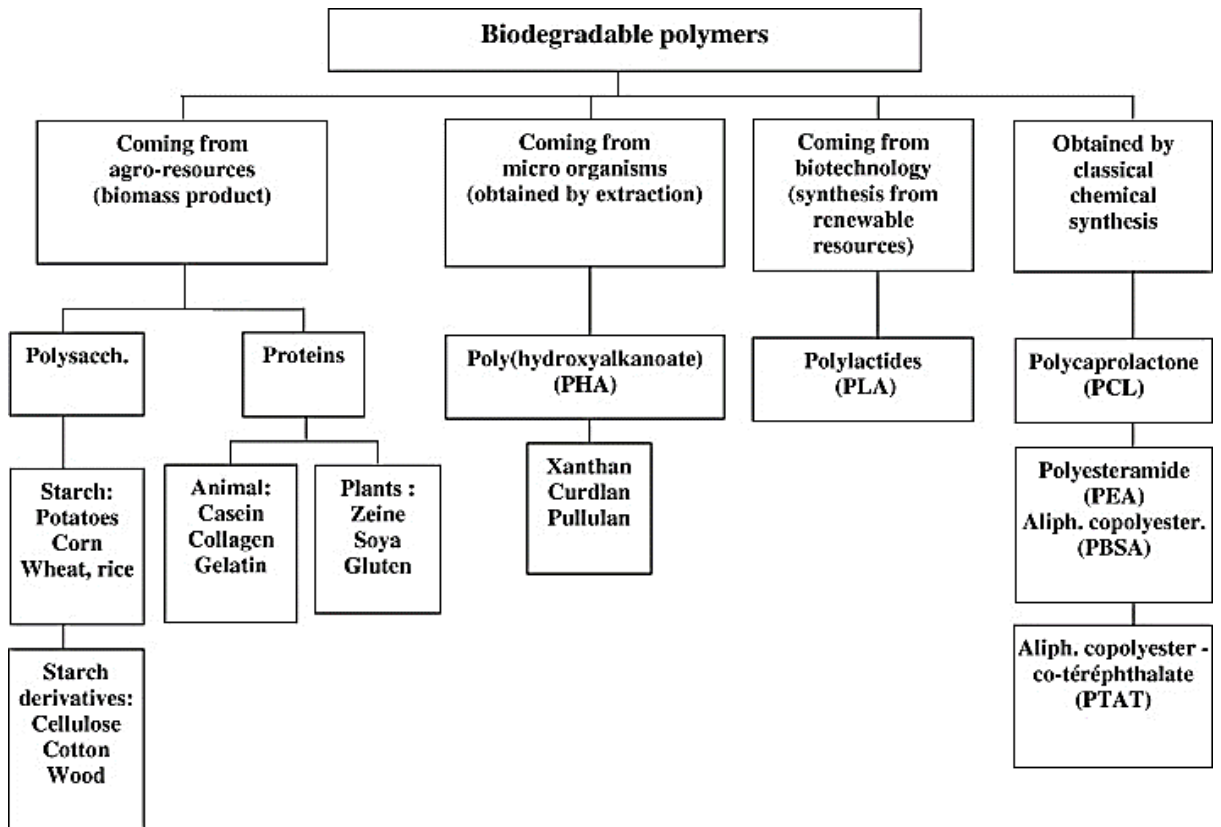 Biodegradable polymers
Coming from
agro-resources
(biomass product)
Coming from
micro organisms
(obtained by extraction)
Coming from
biotechnology
(synthesis from
renewable
resources)
Obtained by
classical
chemical
synthesis
Polysacch.
Proteins
Poly(hydroxyalkanoate)
(PHA)
Polylactides
(PLA)
Polycaprolactone
(PCL)
Starch:
Potatoes
Corn
Wheat, rice
Animal:
Casein
Collagen
Gelatin
Plants :
Zeine
Soya
Gluten
Xanthan
Curdlan
Pullulan
Polyesteramide
(PEA)
Aliph. copolyester.
(PBSA)
Starch
derivatives:
Cellulose
Cotton
Wood
Aliph. copolyester -
co-téréphthalate
(PTAT)